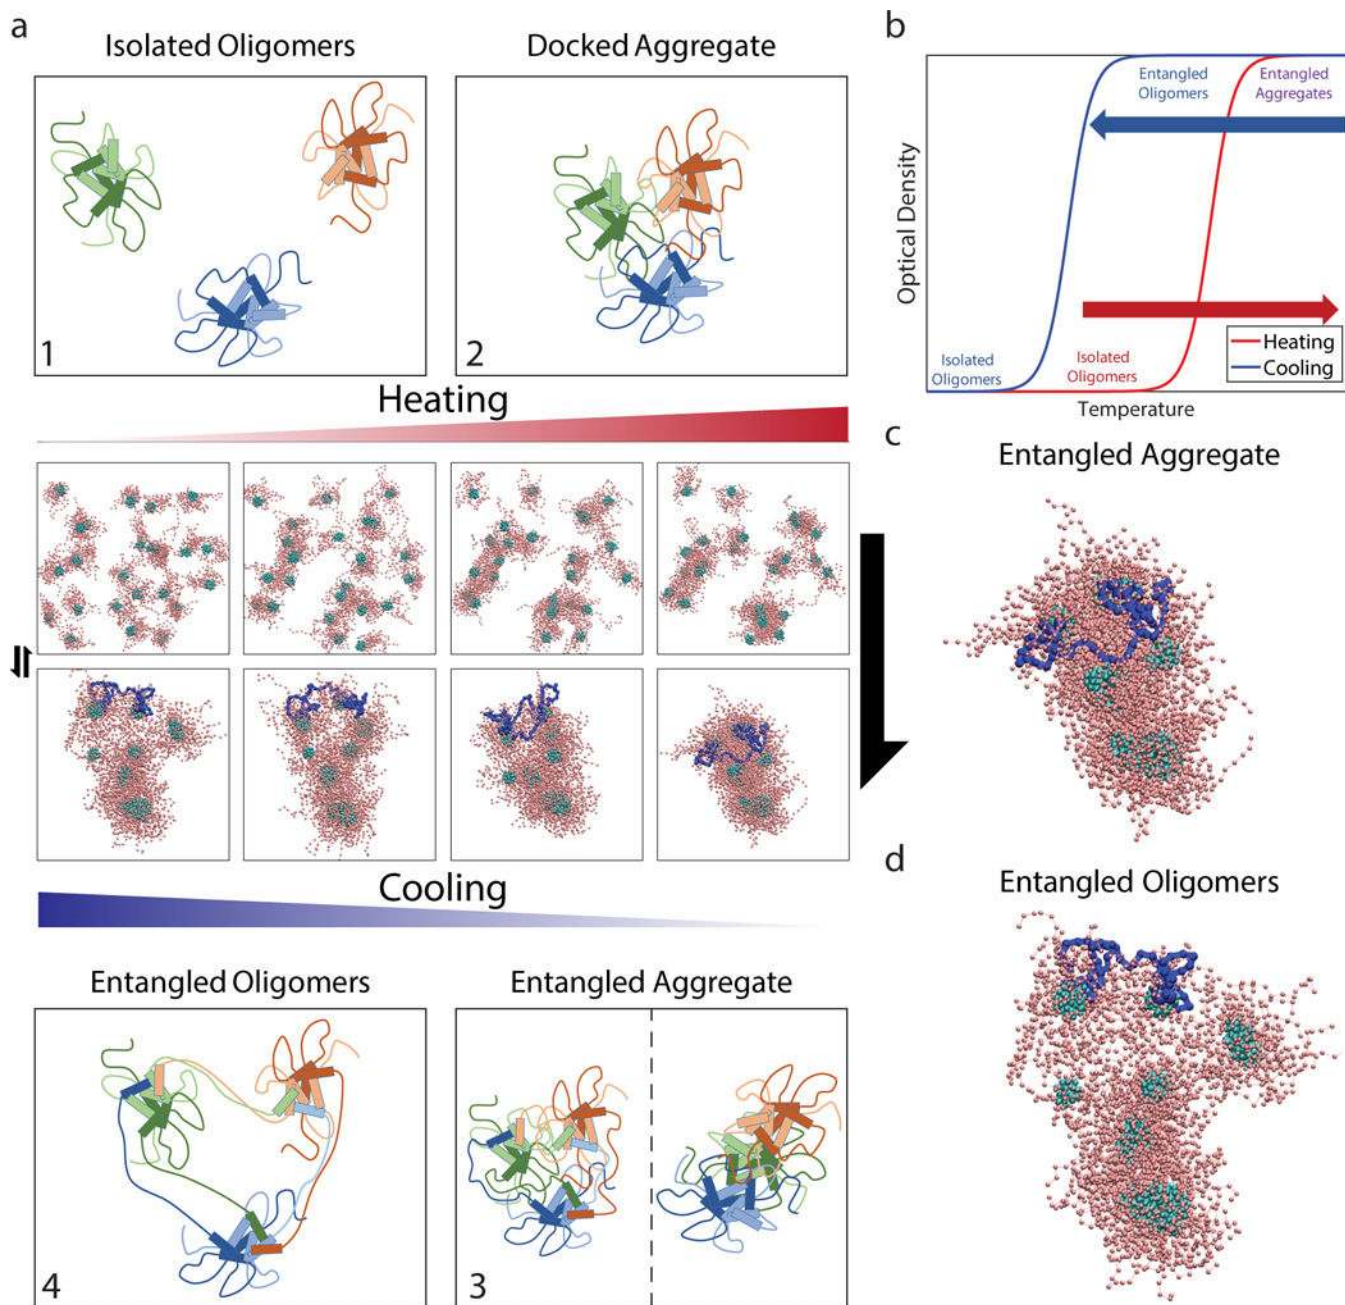 a
Isolated Oligomers
Docked Aggregate
1
2
Heating
Cooling
Entangled Oligomers
Entangled Aggregate
4
3
b
Optical Density
Entangled
Oligomers
Entangled
Aggregates
Isolated
Oligomers
Isolated
Oligomers
Heating
Cooling
Temperature
c
Entangled Aggregate
d
Entangled Oligomers